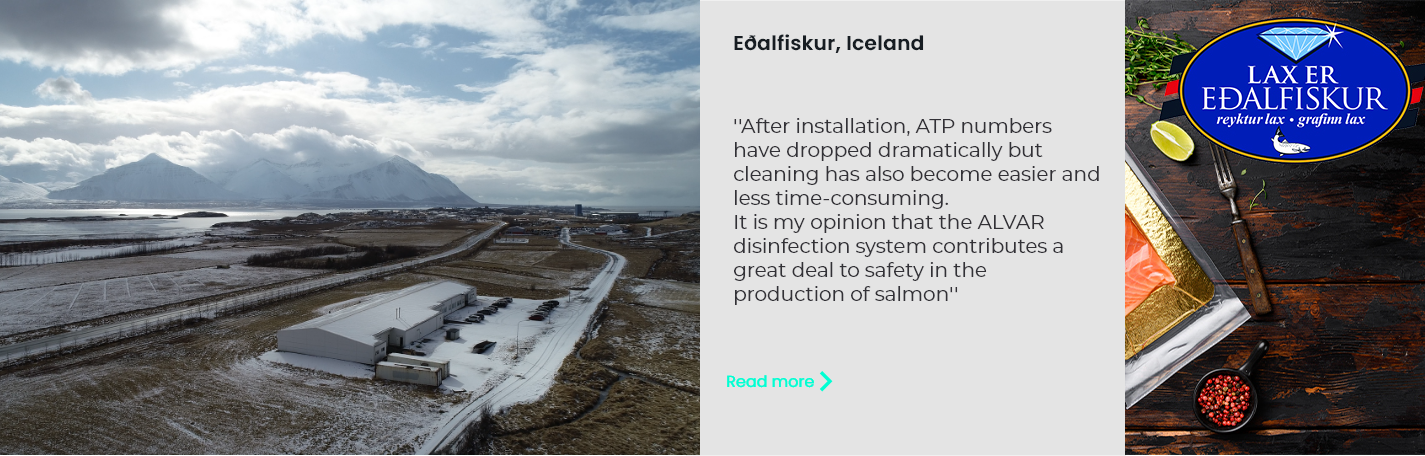 Eðalfiskur, Iceland
''After installation, ATP numbers
have dropped dramatically but
cleaning has also become easier and
less time-consuming.
It is my opinion that the ALVAR
disinfection system contributes a
great deal to safety in the
production of salmon''
Read more
LAX ER
EÐALFISKUR
reyktur lax • grafinn lax